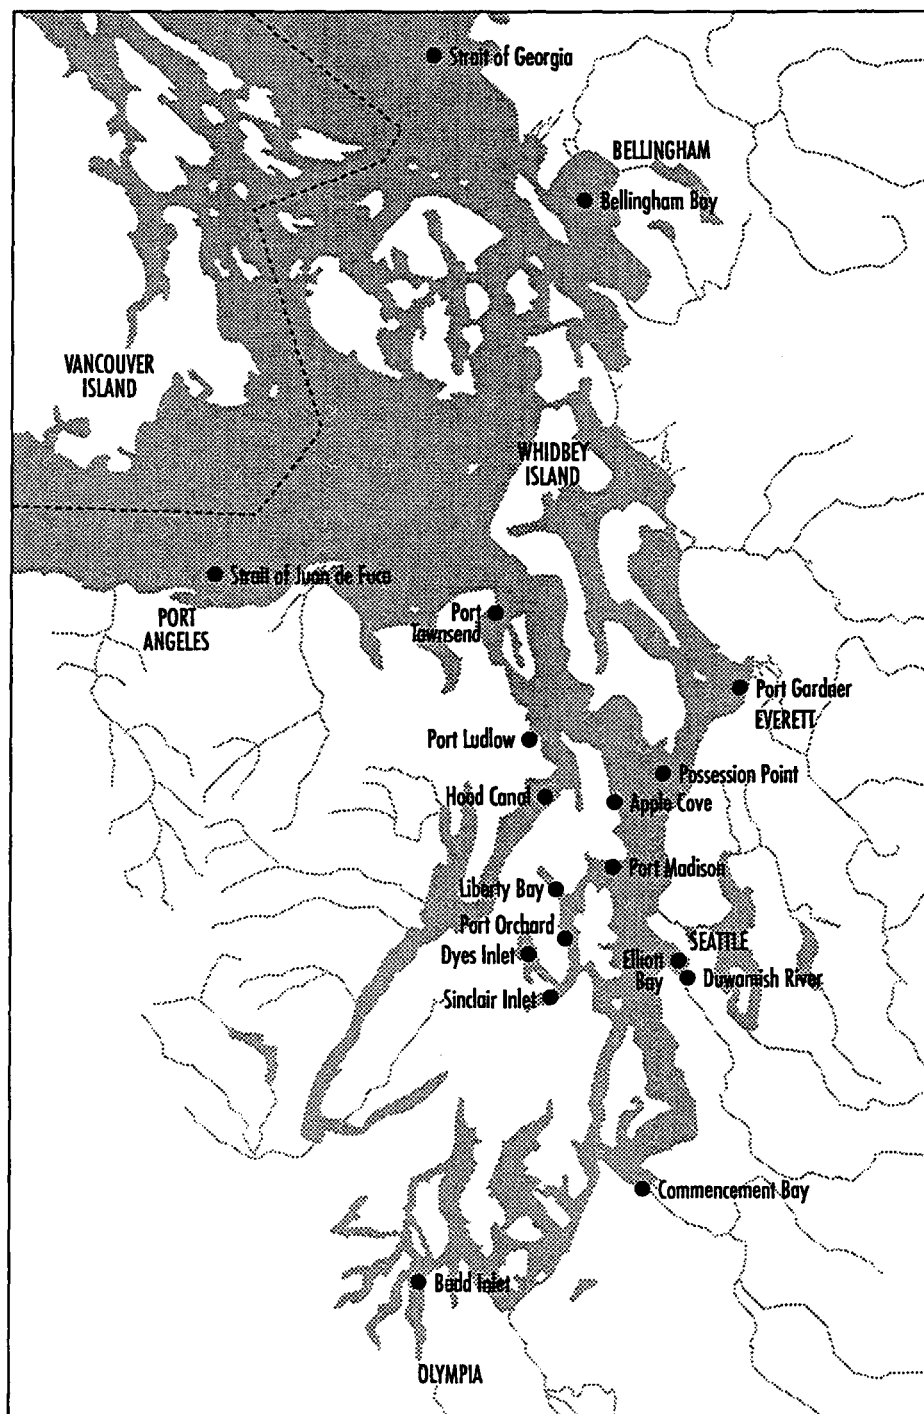 Strait of Georgia
BELLINGHAM
Bellingham Bay
VANCOUVER
ISLAND
WHIDBEY
ISLAND
Strait of Juan de Fuca
PORT
ANGELES
Port
Townsend
Port Gardner
EVERETT
Port Ludlow
Possession Point
Hood Canal
Apple Cove
Port Madison
Liberty Bay
Port Orchard
SEATTLE
Dyes Inlet
Elliott
Bay
Duwamish River
Sinclair Inlet
Commencement Bay
Budd Inlet
OLYMPIA